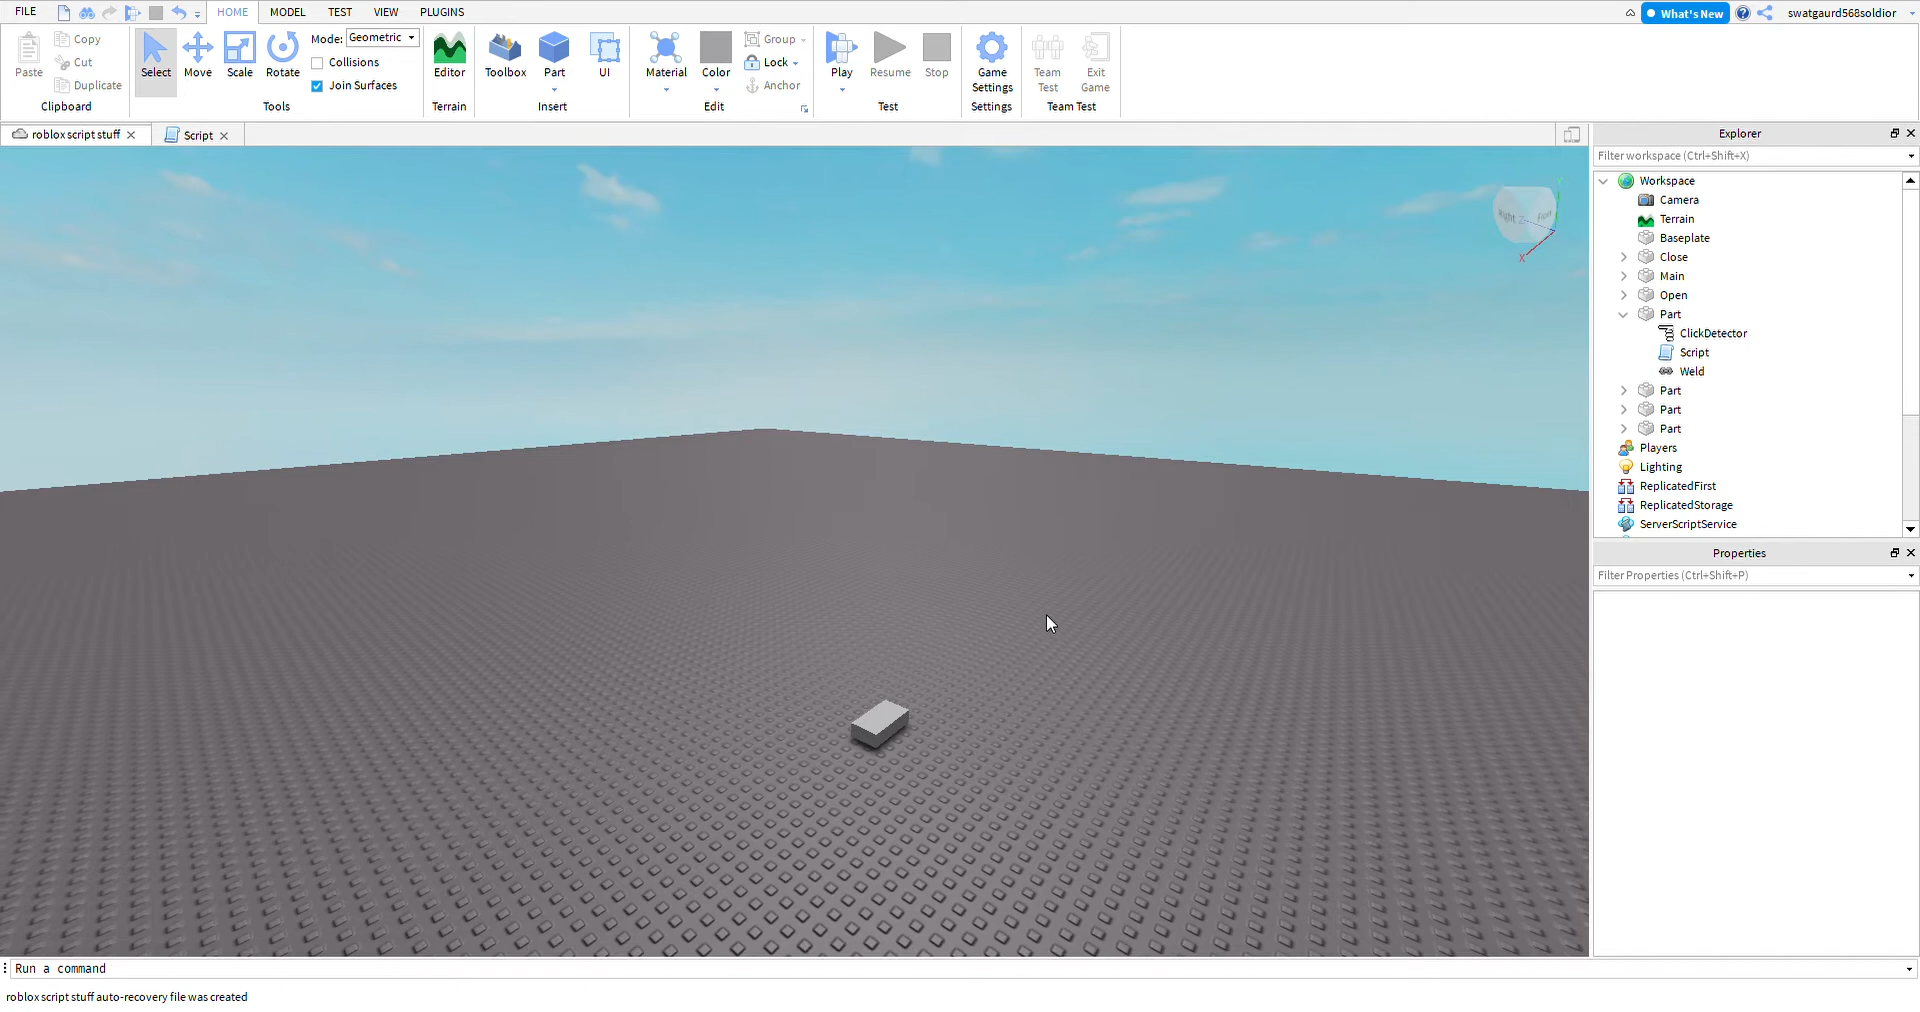 FILE HOME MODEL TEST VIEW PLUGINS What's New swatgaurd568soldior
Paste Copy Cut Duplicate Clipboard
Select Move Scale Rotate Mode: Geometric Collisions Join Surfaces Tools
Editor Terrain
Toolbox Part UI Insert
Material Color Group Lock Anchor Edit
Play Resume Stop Test
Game Settings Settings
Team Test Exit Game Team Test
roblox script stuff Script
Right
X
Explorer
Filter workspace (Ctrl+Shift+X)
Workspace
Camera
Terrain
Baseplate
Close
Main
Open
Part
ClickDetector
Script
Weld
Part
Part
Part
Players
Lighting
ReplicatedFirst
ReplicatedStorage
ServerScriptService
Properties
Filter Properties (Ctrl+Shift+P)
Run a command
roblox script stuff auto-recovery file was created